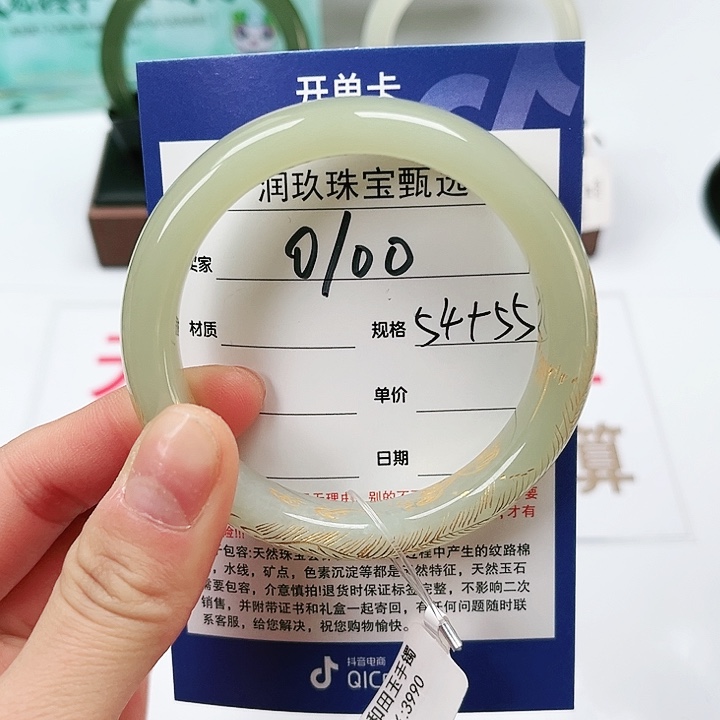 开单卡
润玖珠宝甄选
买家 0/00
材质 规格 54+55
单价
日期
包容:天然珠宝 过程中产生的纹路棉
,水线,矿点,色素沉淀等都是天然特征,天然玉石
需要包容,介意慎拍!退货时保证标签完整,不影响二次
销售,并附带证书和礼盒一起寄回,有任何问题随时联
系客服,给您解决,祝您购物愉快。
抖音电商
QIC
和田玉手镯
:3990
算